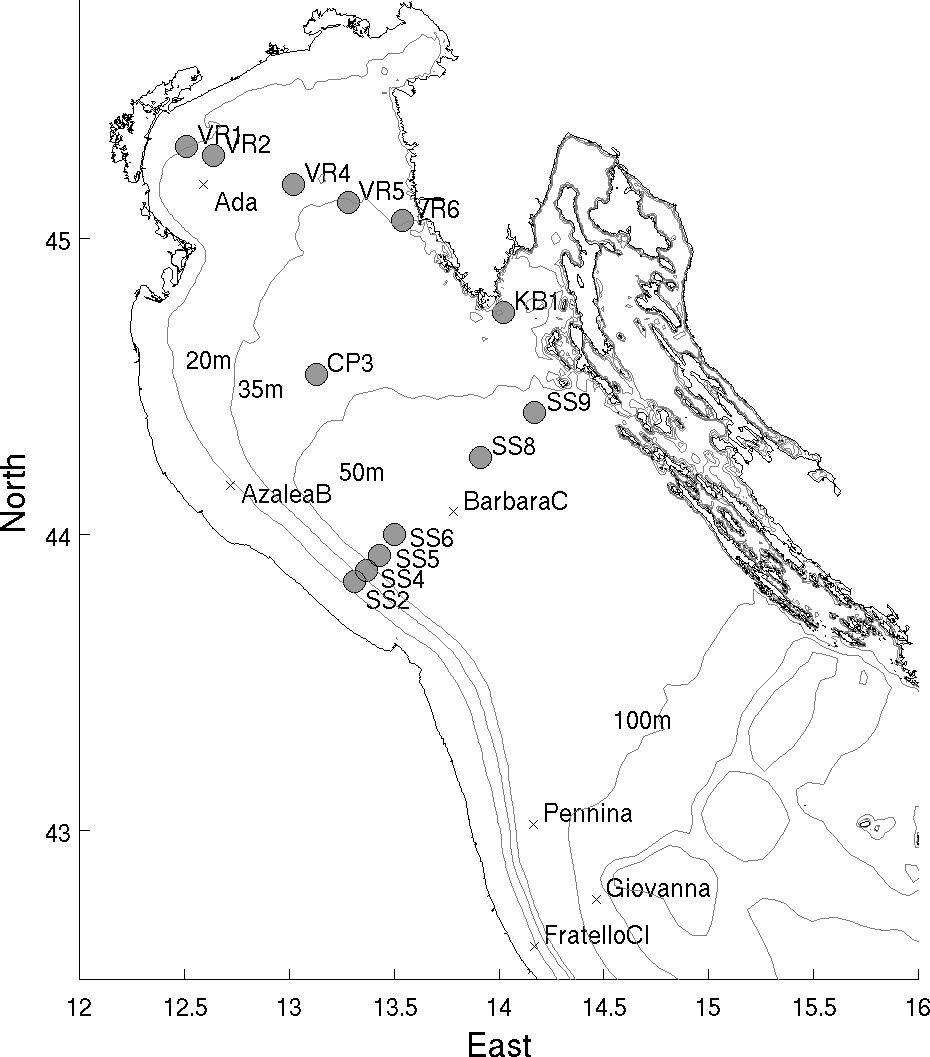 VR1
VR2
VR4
VR5
VR6
Ada
45
KB1
20m
CP3
35m
SS9
SS8
50m
AzaleaB
BarbaraC
North
44
SS6
SS5
SS4
SS2
100m
43
Pennina
Giovanna
FratelloCl
12
12.5
13
13.5
14
14.5
15
15.5
16
East